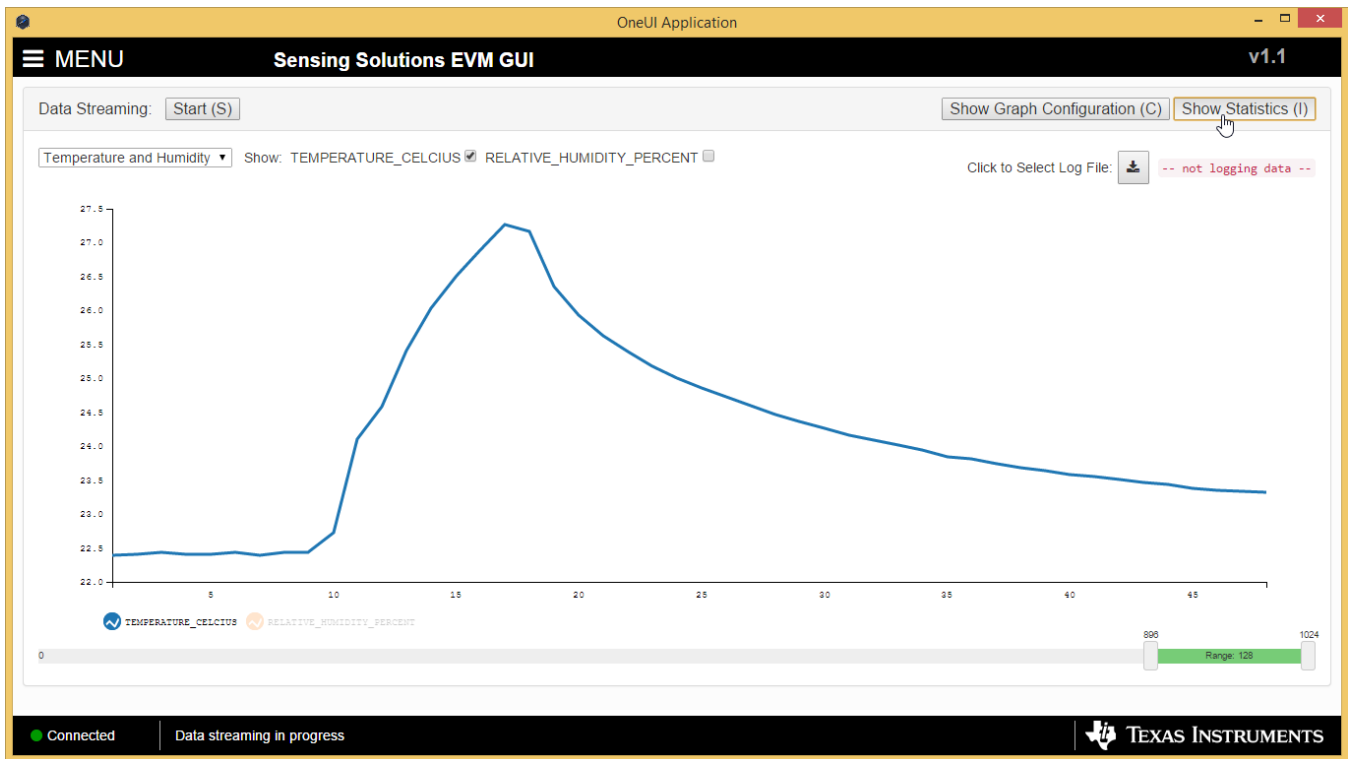 OneUI Application
MENU Sensing Solutions EVM GUI v1.1
Data Streaming: Start (S) Show Graph Configuration (C) Show Statistics (I)
Temperature and Humidity Show: TEMPERATURE_CELCIUS RELATIVE_HUMIDITY_PERCENT Click to Select Log File: -- not logging data --
27.5
27.0
26.5
26.0
25.5
25.0
24.5
24.0
23.5
23.0
22.5
22.0
5 10 15 20 25 30 35 40 45
TEMPERATURE_CELCIUS RELATIVE_HUMIDITY_PERCENT
896 1024
0 Range: 128
Connected Data streaming in progress TEXAS INSTRUMENTS